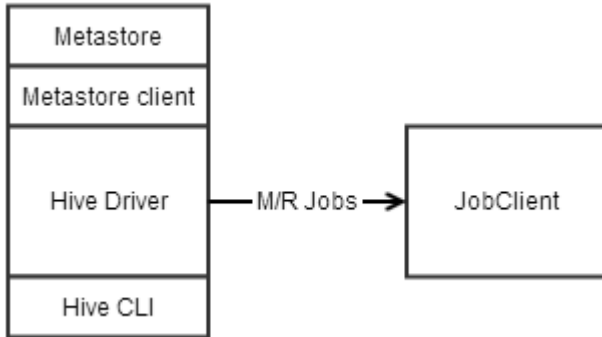 Metastore
Metastore client
Hive Driver
M/R Jobs
JobClient
Hive CLI